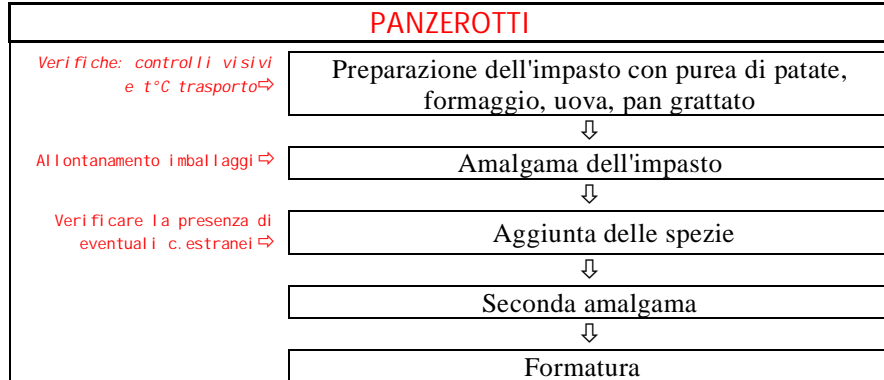 PANZEROTTI
Verifiche: controlli visivi
e t°C trasporto⇨
Preparazione dell'impasto con purea di patate,
formaggio, uova, pan grattato
⇩
Allontanamento imballaggi⇨
Amalgama dell'impasto
⇩
Verificare la presenza di
eventuali c.estranei⇨
Aggiunta delle spezie
⇩
Seconda amalgama
⇩
Formatura